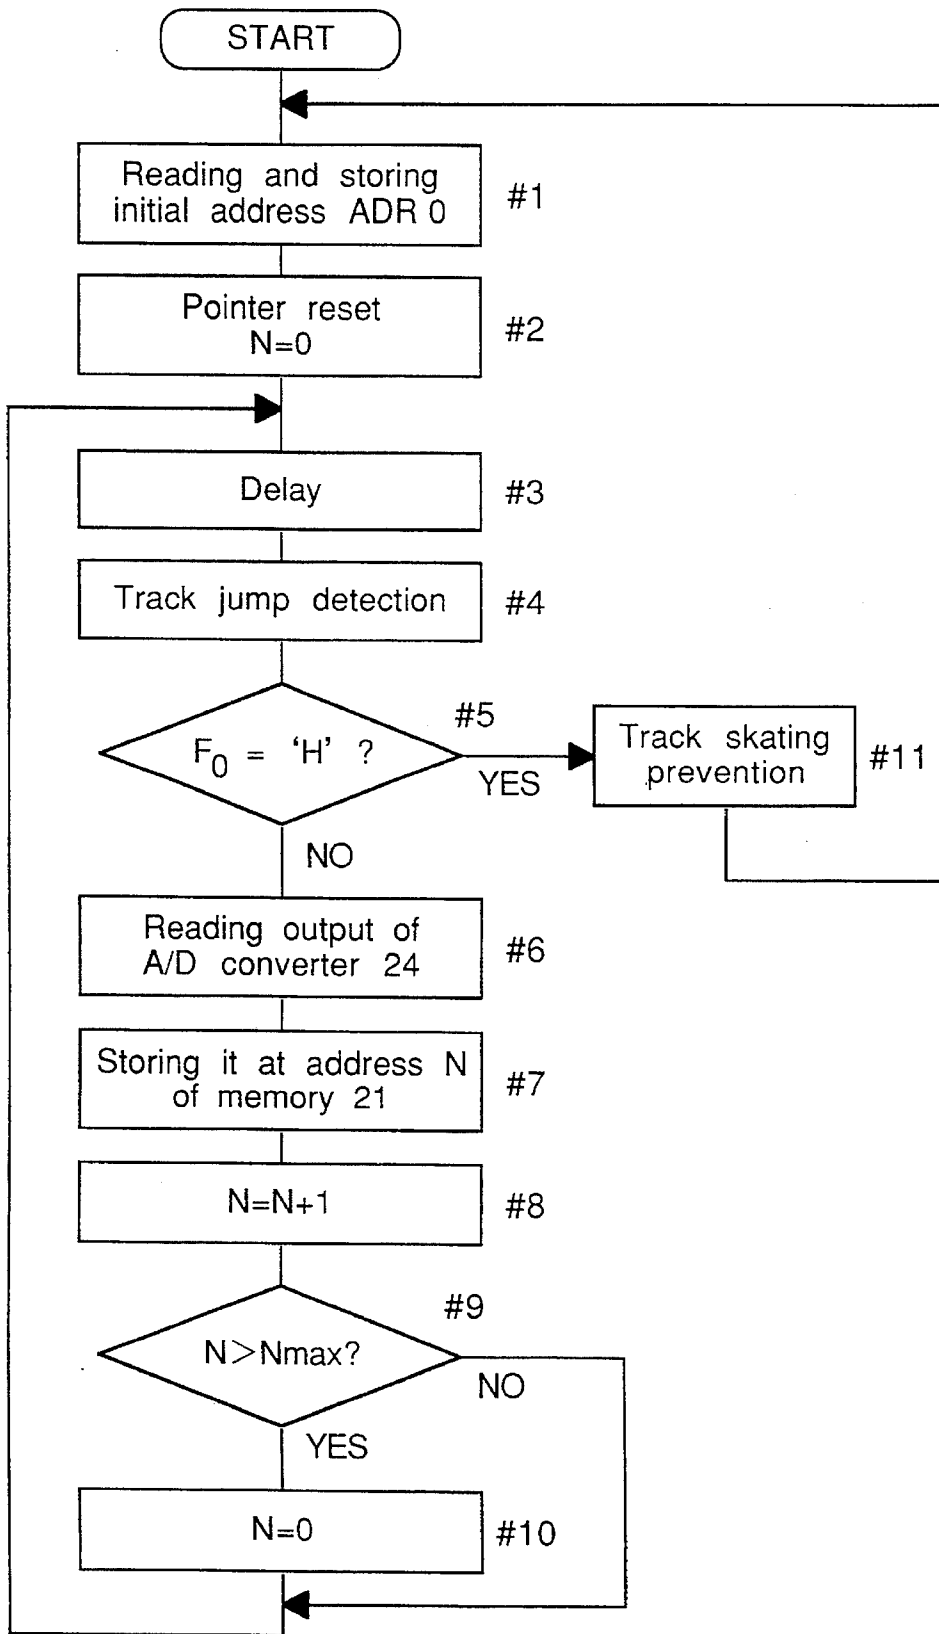 START
Reading and storing
initial address ADR 0
#1
Pointer reset
N=0
#2
Delay
#3
Track jump detection
#4
F0 = ‘H’ ?
#5
YES
Track skating
prevention
#11
NO
Reading output of
A/D converter 24
#6
Storing it at address N
of memory 21
#7
N=N+1
#8
N>Nmax?
#9
NO
YES
N=0
#10